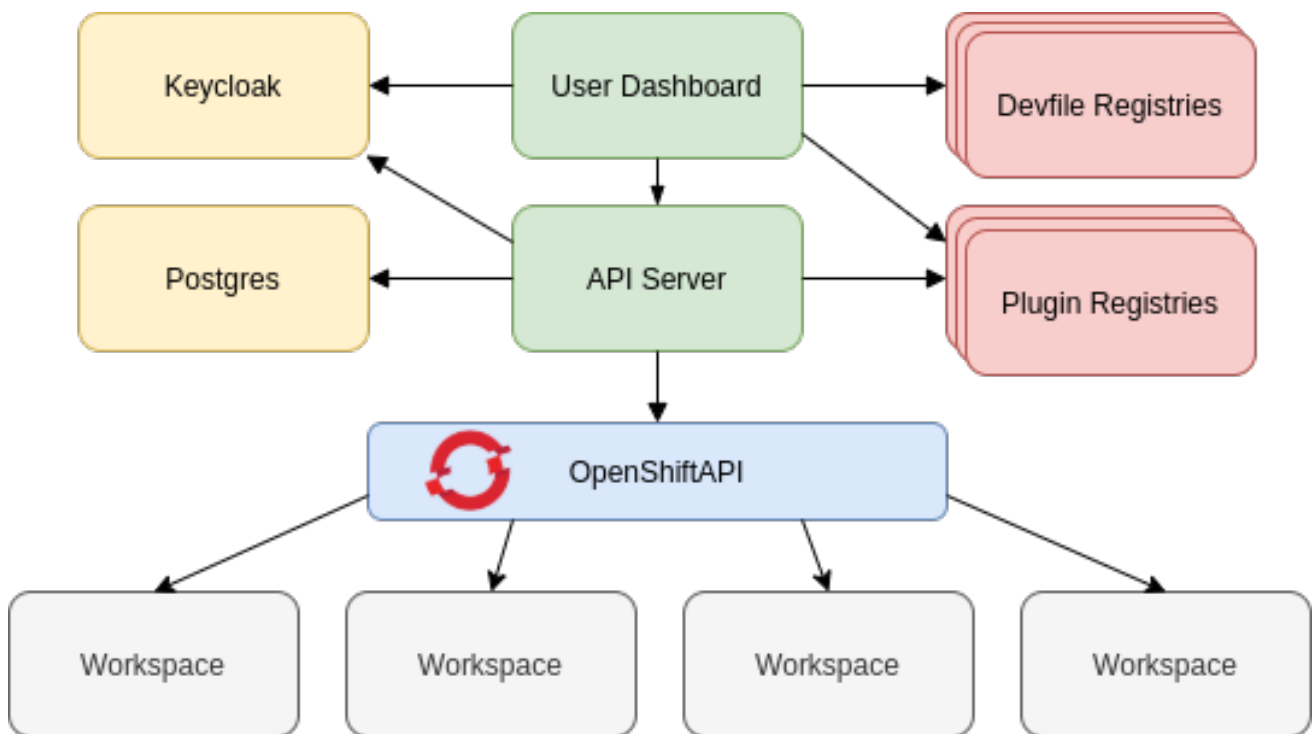 Keycloak
User Dashboard
Devfile Registries
Postgres
API Server
Plugin Registries
OpenShiftAPI
Workspace
Workspace
Workspace
Workspace